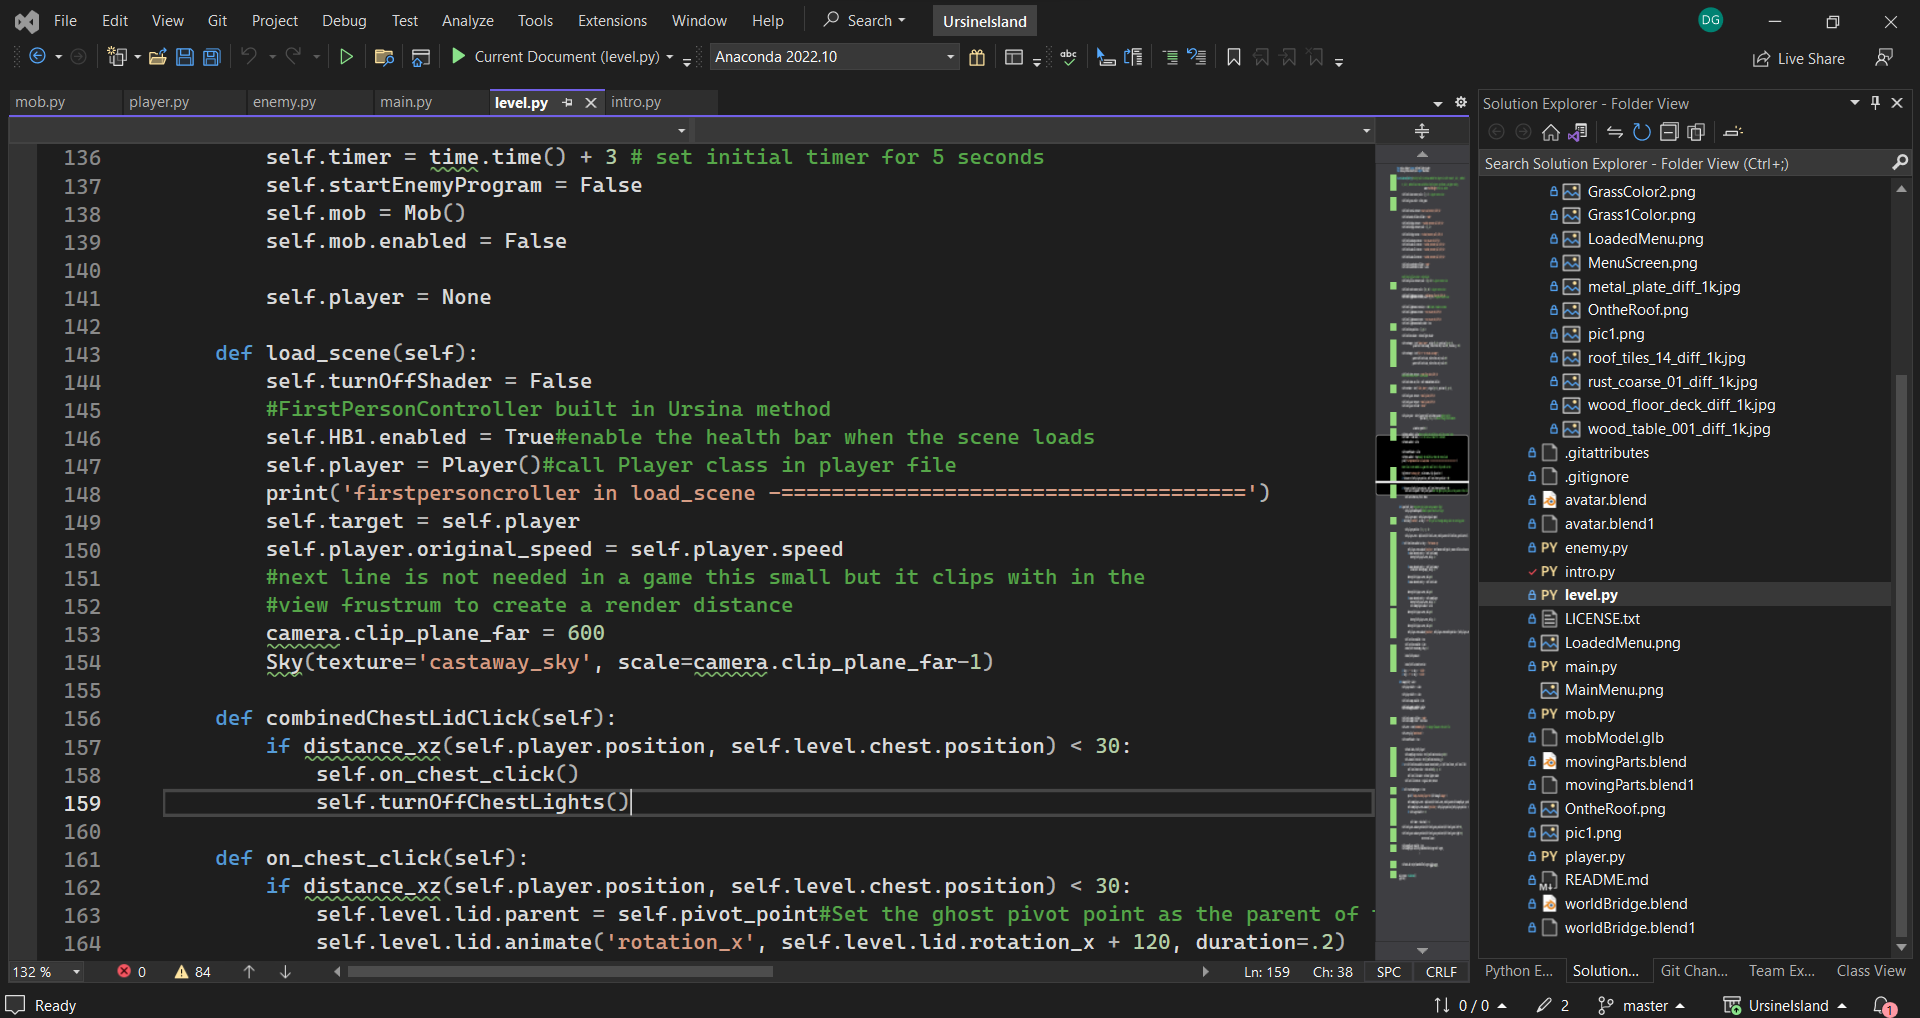 File Edit View Git Project Debug Test Analyze Tools Extensions Window Help Search UrsineIsland DG
Current Document (level.py) Anaconda 2022.10 abc Live Share
mob.py player.py enemy.py main.py level.py intro.py
136 self.timer = time.time() + 3 # set initial timer for 5 seconds
137 self.startEnemyProgram = False
138 self.mob = Mob()
139 self.mob.enabled = False
140
141 self.player = None
142
143 def load_scene(self):
144 self.turnOffShader = False
145 #FirstPersonController built in Ursina method
146 self.HB1.enabled = True#enable the health bar when the scene loads
147 self.player = Player()#call Player class in player file
148 print('firstpersoncroller in load_scene -=====================================')
149 self.target = self.player
150 self.player.original_speed = self.player.speed
151 #next line is not needed in a game this small but it clips with in the
152 #view frustrum to create a render distance
153 camera.clip_plane_far = 600
154 Sky(texture='castaway_sky', scale=camera.clip_plane_far-1)
155
156 def combinedChestLidClick(self):
157 if distance_xz(self.player.position, self.level.chest.position) < 30:
158 self.on_chest_click()
159 self.turnOffChestLights()
160
161 def on_chest_click(self):
162 if distance_xz(self.player.position, self.level.chest.position) < 30:
163 self.level.lid.parent = self.pivot_point#Set the ghost pivot point as the parent of
164 self.level.lid.animate('rotation_x', self.level.lid.rotation_x + 120, duration=.2)
132 % 0 84 Ln: 159 Ch: 38 SPC CRLF
Solution Explorer - Folder View
Search Solution Explorer - Folder View (Ctrl+;)
GrassColor2.png
Grass1Color.png
LoadedMenu.png
MenuScreen.png
metal_plate_diff_1k.jpg
OntheRoof.png
pic1.png
roof_tiles_14_diff_1k.jpg
rust_coarse_01_diff_1k.jpg
wood_floor_deck_diff_1k.jpg
wood_table_001_diff_1k.jpg
.gitattributes
.gitignore
avatar.blend
avatar.blend1
PY enemy.py
PY intro.py
PY level.py
LICENSE.txt
LoadedMenu.png
PY main.py
MainMenu.png
PY mob.py
mobModel.glb
movingParts.blend
movingParts.blend1
OntheRoof.png
pic1.png
PY player.py
README.md
worldBridge.blend
worldBridge.blend1
Python E... Solution... Git Chan... Team Ex... Class View
Ready 0 / 0 2 master UrsineIsland 1